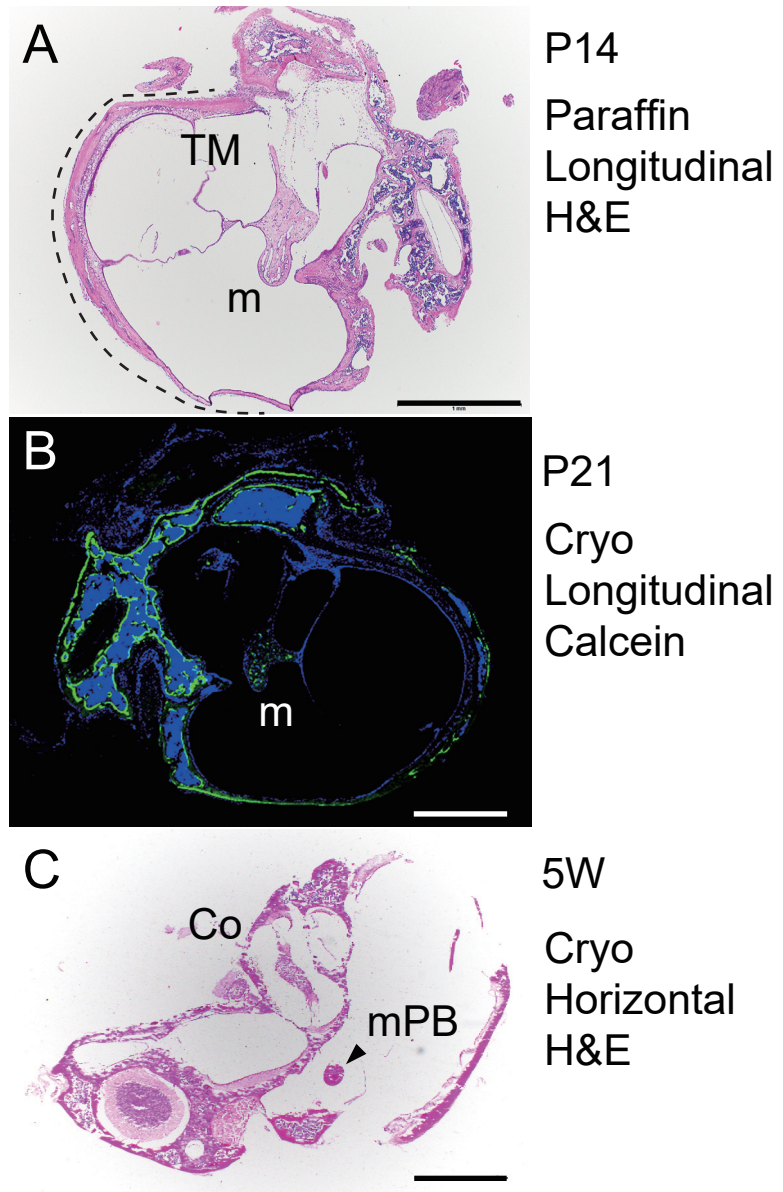 A
TM
m
1 mm
P14
Paraffin
Longitudinal
H&E
B
m
P21
Cryo
Longitudinal
Calcein
C
Co
mPB
5W
Cryo
Horizontal
H&E